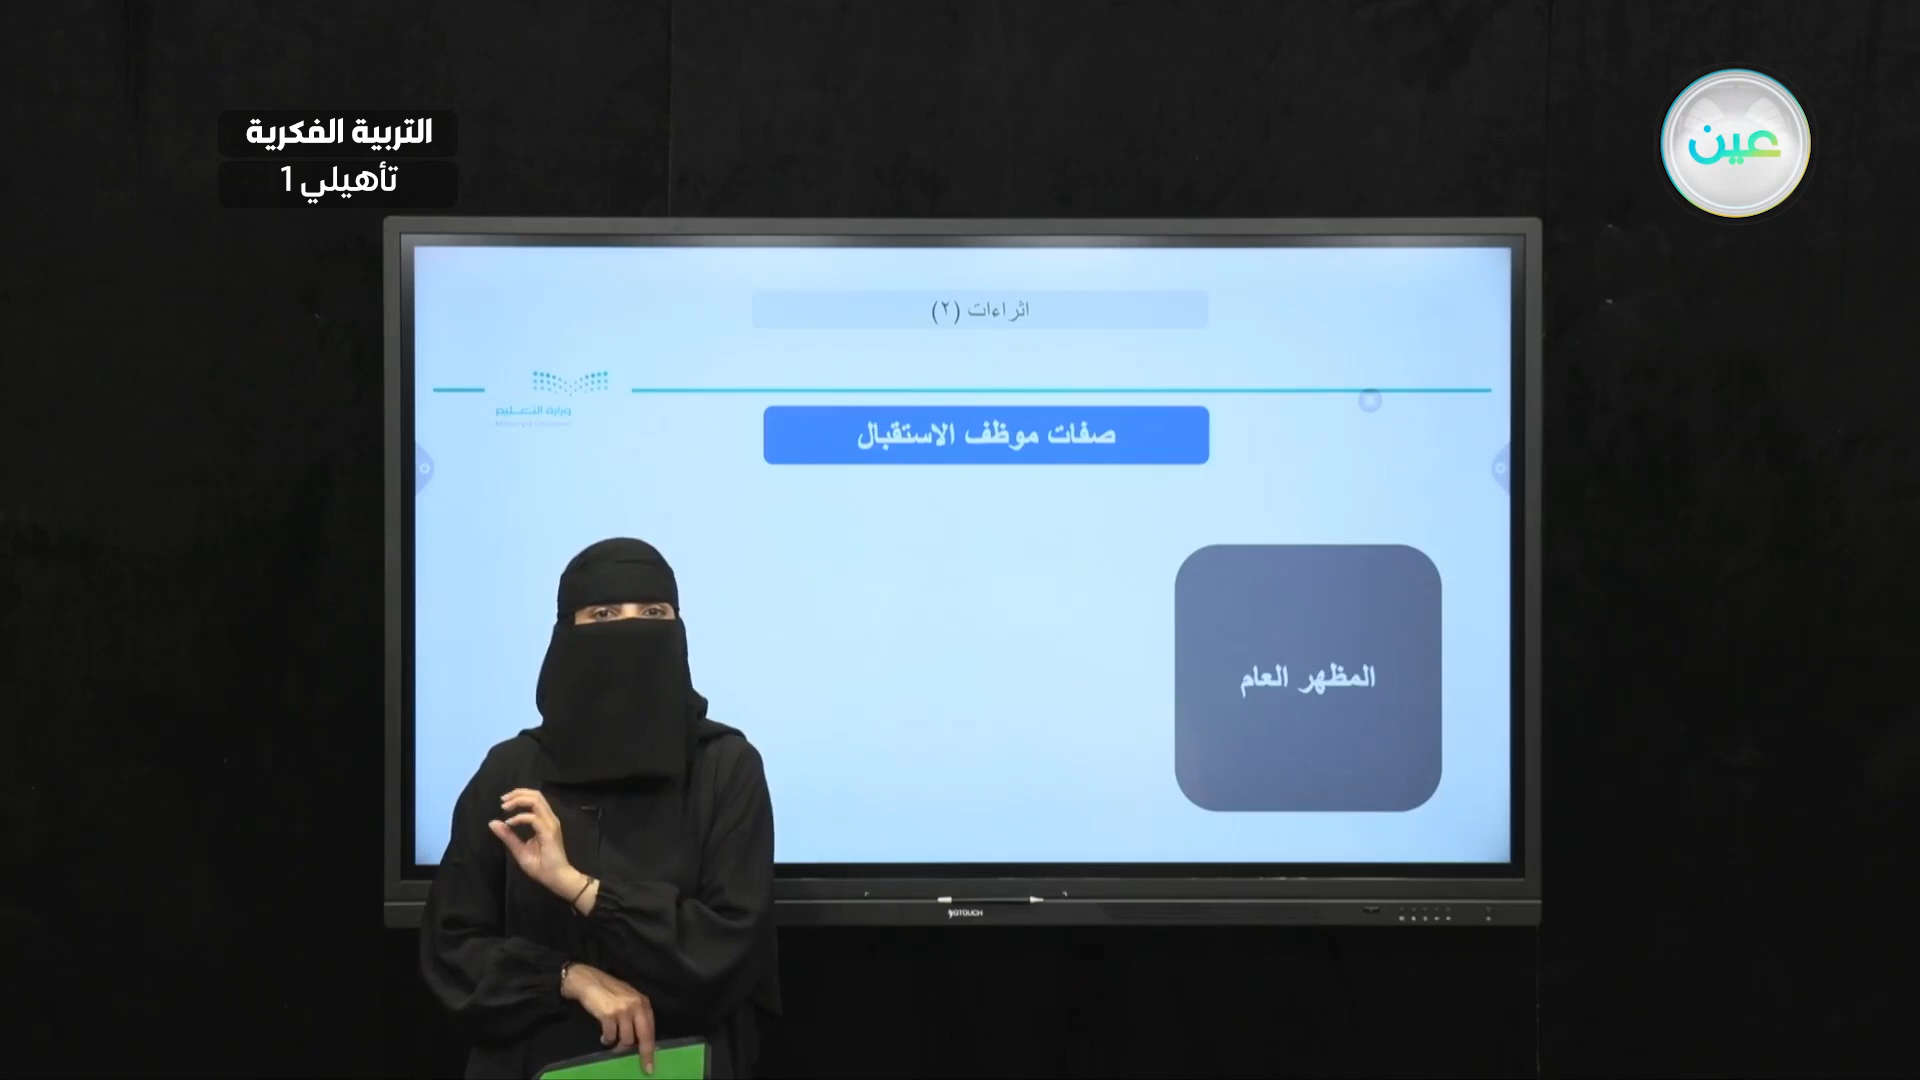 التربية الفكرية
تأهيلي 1
عين
اثراءات (٢)
وزارة التعليم
صفات موظف الاستقبال
المظهر العام